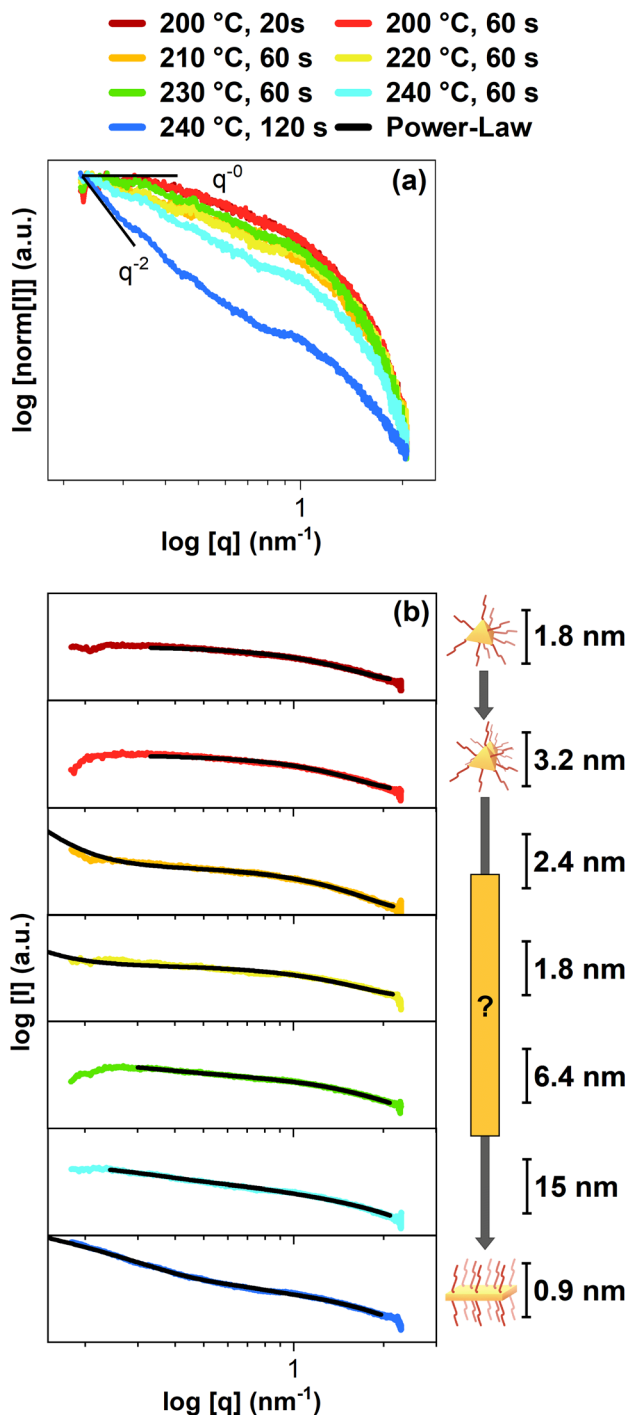 200 °C, 20s 200 °C, 60 s
210 °C, 60 s 220 °C, 60 s
230 °C, 60 s 240 °C, 60 s
240 °C, 120 s Power-Law
(a)
q-0
q-2
log [norm[I]] (a.u.)
1
log [q] (nm-1)
(b)
1.8 nm
3.2 nm
2.4 nm
1.8 nm
log [I] (a.u.)
?
6.4 nm
1
15 nm
0.9 nm
1
log [q] (nm-1)